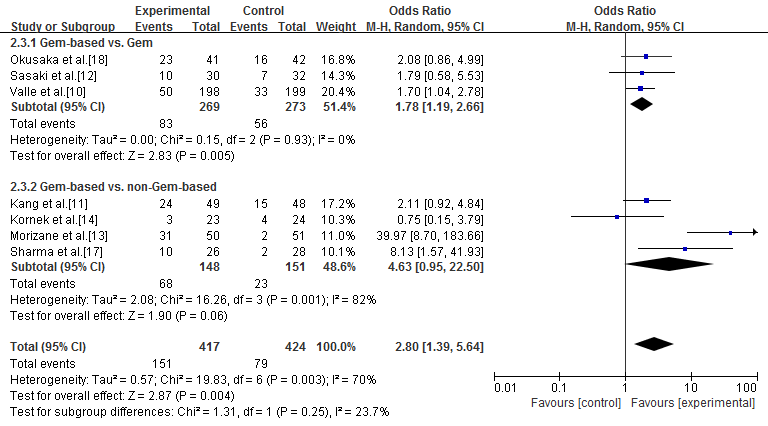 Experimental Control Odds Ratio Odds Ratio
Study or Subgroup Events Total Events Total Weight M-H, Random, 95% CI M-H, Random, 95% CI
2.3.1 Gem-based vs. Gem
Okusaka et al.[18] 23 41 16 42 16.8% 2.08 [0.86, 4.99]
Sasaki et al.[12] 10 30 7 32 14.3% 1.79 [0.58, 5.53]
Valle et al.[10] 50 198 33 199 20.4% 1.70 [1.04, 2.78]
Subtotal (95% CI) 269 273 51.4% 1.78 [1.19, 2.66]
Total events 83 56
Heterogeneity: Tau² = 0.00; Chi² = 0.15, df = 2 (P = 0.93); I² = 0%
Test for overall effect: Z = 2.83 (P = 0.005)
2.3.2 Gem-based vs. non-Gem-based
Kang et al.[11] 24 49 15 48 17.2% 2.11 [0.92, 4.84]
Kornek et al.[14] 3 23 4 24 10.3% 0.75 [0.15, 3.79]
Morizane et al.[13] 31 50 2 51 11.0% 39.97 [8.70, 183.66]
Sharma et al.[17] 10 26 2 28 10.1% 8.13 [1.57, 41.93]
Subtotal (95% CI) 148 151 48.6% 4.63 [0.95, 22.50]
Total events 68 23
Heterogeneity: Tau² = 2.08; Chi² = 16.26, df = 3 (P = 0.001); I² = 82%
Test for overall effect: Z = 1.90 (P = 0.06)
Total (95% CI) 417 424 100.0% 2.80 [1.39, 5.64]
Total events 151 79
Heterogeneity: Tau² = 0.57; Chi² = 19.83, df = 6 (P = 0.003); I² = 70%
Test for overall effect: Z = 2.87 (P = 0.004)
Test for subgroup differences: Chi² = 1.31, df = 1 (P = 0.25), I² = 23.7%
0.01 0.1 1 10 100
Favours [control] Favours [experimental]